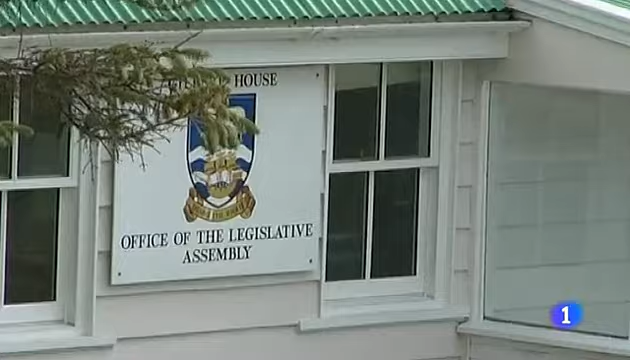 HOUSE
OFFICE OF THE LEGISLATIVE
ASSEMBLY
1